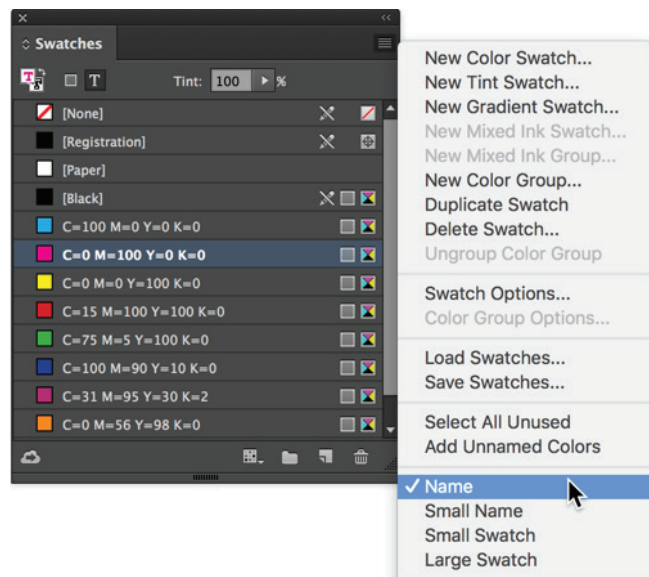 Swatches
T
Tint: 100 %
[None]
[Registration]
[Paper]
[Black]
C=100 M=0 Y=0 K=0
C=0 M=100 Y=0 K=0
C=0 M=0 Y=100 K=0
C=15 M=100 Y=100 K=0
C=75 M=5 Y=100 K=0
C=100 M=90 Y=10 K=0
C=31 M=95 Y=30 K=2
C=0 M=56 Y=98 K=0
New Color Swatch...
New Tint Swatch...
New Gradient Swatch...
New Mixed Ink Swatch...
New Mixed Ink Group...
New Color Group...
Duplicate Swatch
Delete Swatch...
Ungroup Color Group
Swatch Options...
Color Group Options...
Load Swatches...
Save Swatches...
Select All Unused
Add Unnamed Colors
✓ Name
Small Name
Small Swatch
Large Swatch